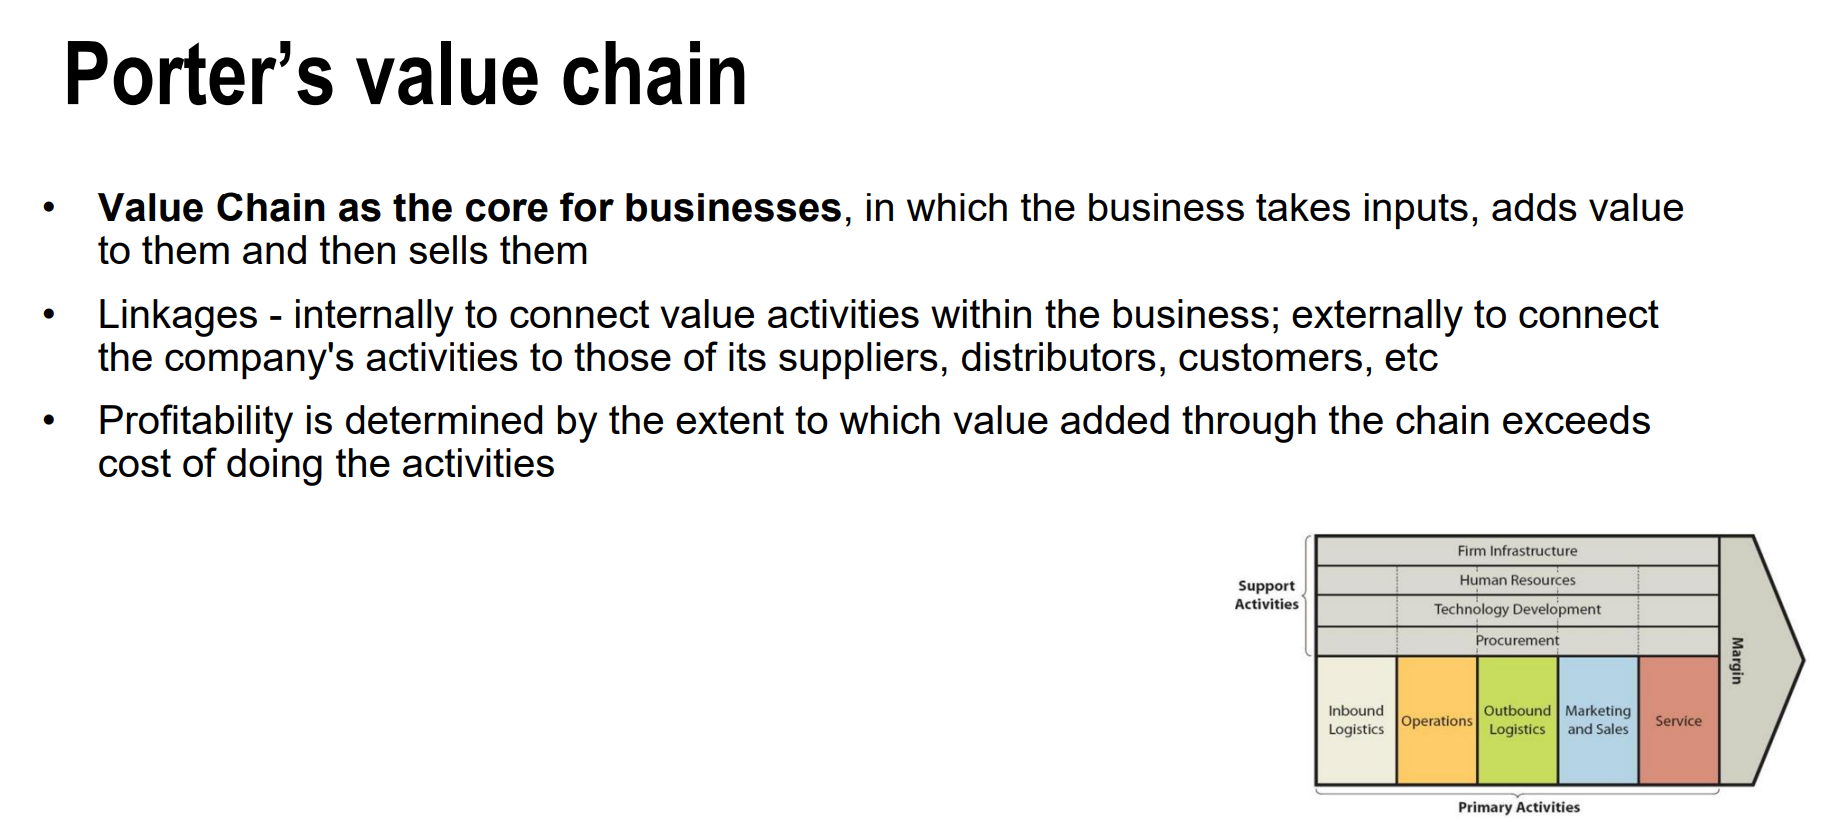 Porter’s value chain
• Value Chain as the core for businesses, in which the business takes inputs, adds value
to them and then sells them
• Linkages - internally to connect value activities within the business; externally to connect
the company's activities to those of its suppliers, distributors, customers, etc
• Profitability is determined by the extent to which value added through the chain exceeds
cost of doing the activities
Support
Activities
Firm Infrastructure
Human Resources
Technology Development
Procurement
Inbound
Logistics
Operations
Outbound
Logistics
Marketing
and Sales
Service
Margin
Primary Activities